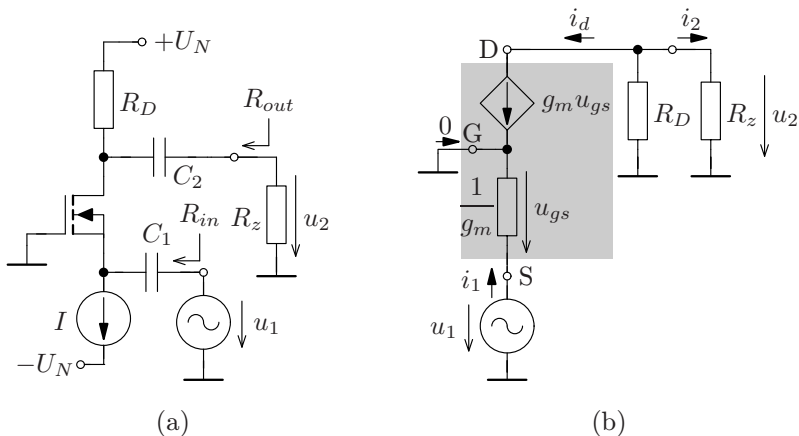 +U_N
R_D
R_out
C_2
R_z
u_2
R_in
C_1
I
u_1
−U_N
(a)
i_d
i_2
D
g_m u_gs
R_D
R_z
u_2
0
G
1
g_m
u_gs
i_1
S
u_1
(b)